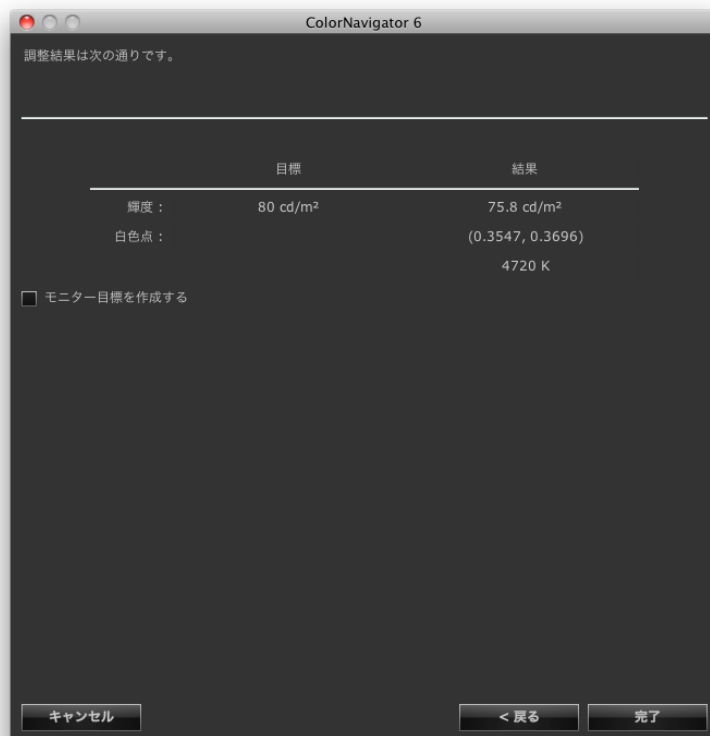 ColorNavigator 6
調整結果は次の通りです。
目標 結果
輝度： 80 cd/m² 75.8 cd/m²
白色点： (0.3547, 0.3696)
4720 K
モニター目標を作成する
キャンセル < 戻る 完了